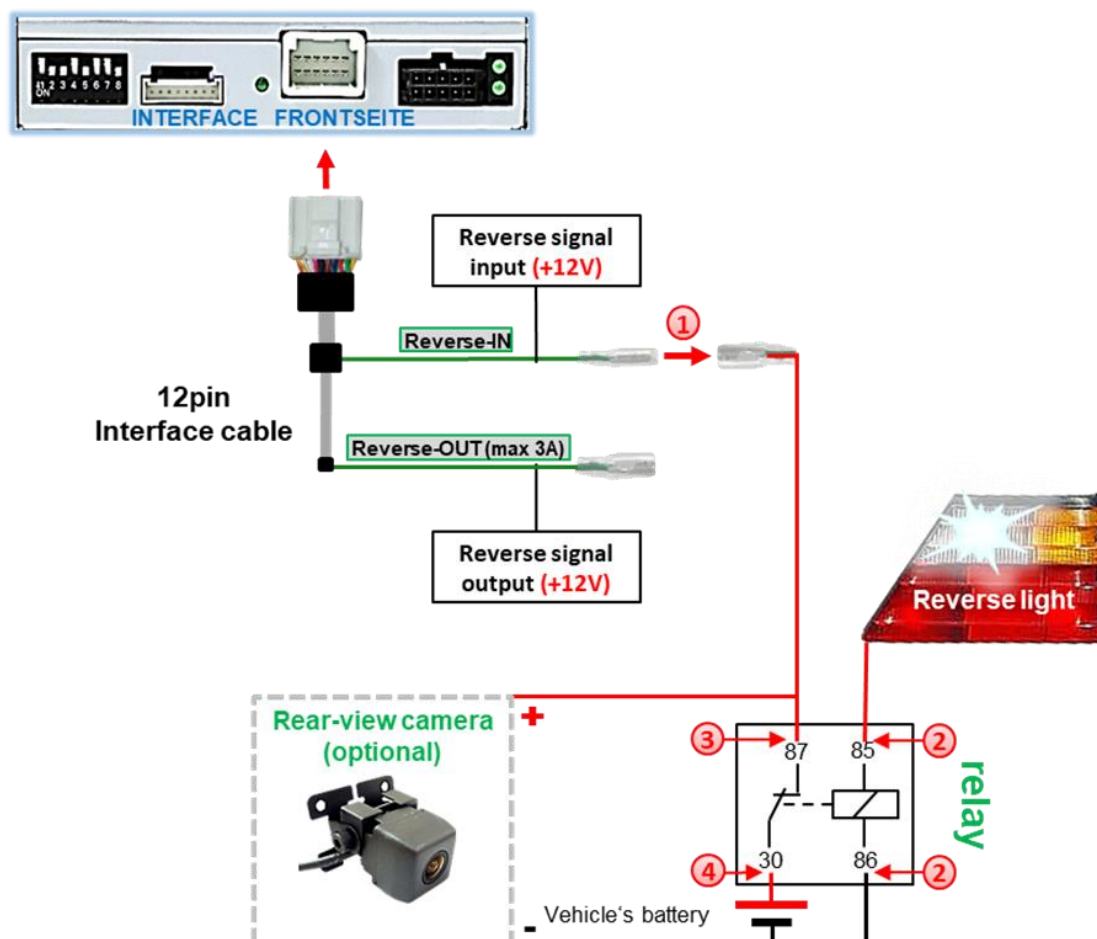 1 2 3 4 5 6 7 8
ON
INTERFACE FRONTSEITE
Reverse signal
input (+12V)
1
Reverse-IN
12pin
Interface cable
Reverse-OUT (max 3A)
Reverse signal
output (+12V)
Reverse light
Rear-view camera
(optional)
+
3
87
85
2
relay
4
30
86
2
Vehicle's battery
-